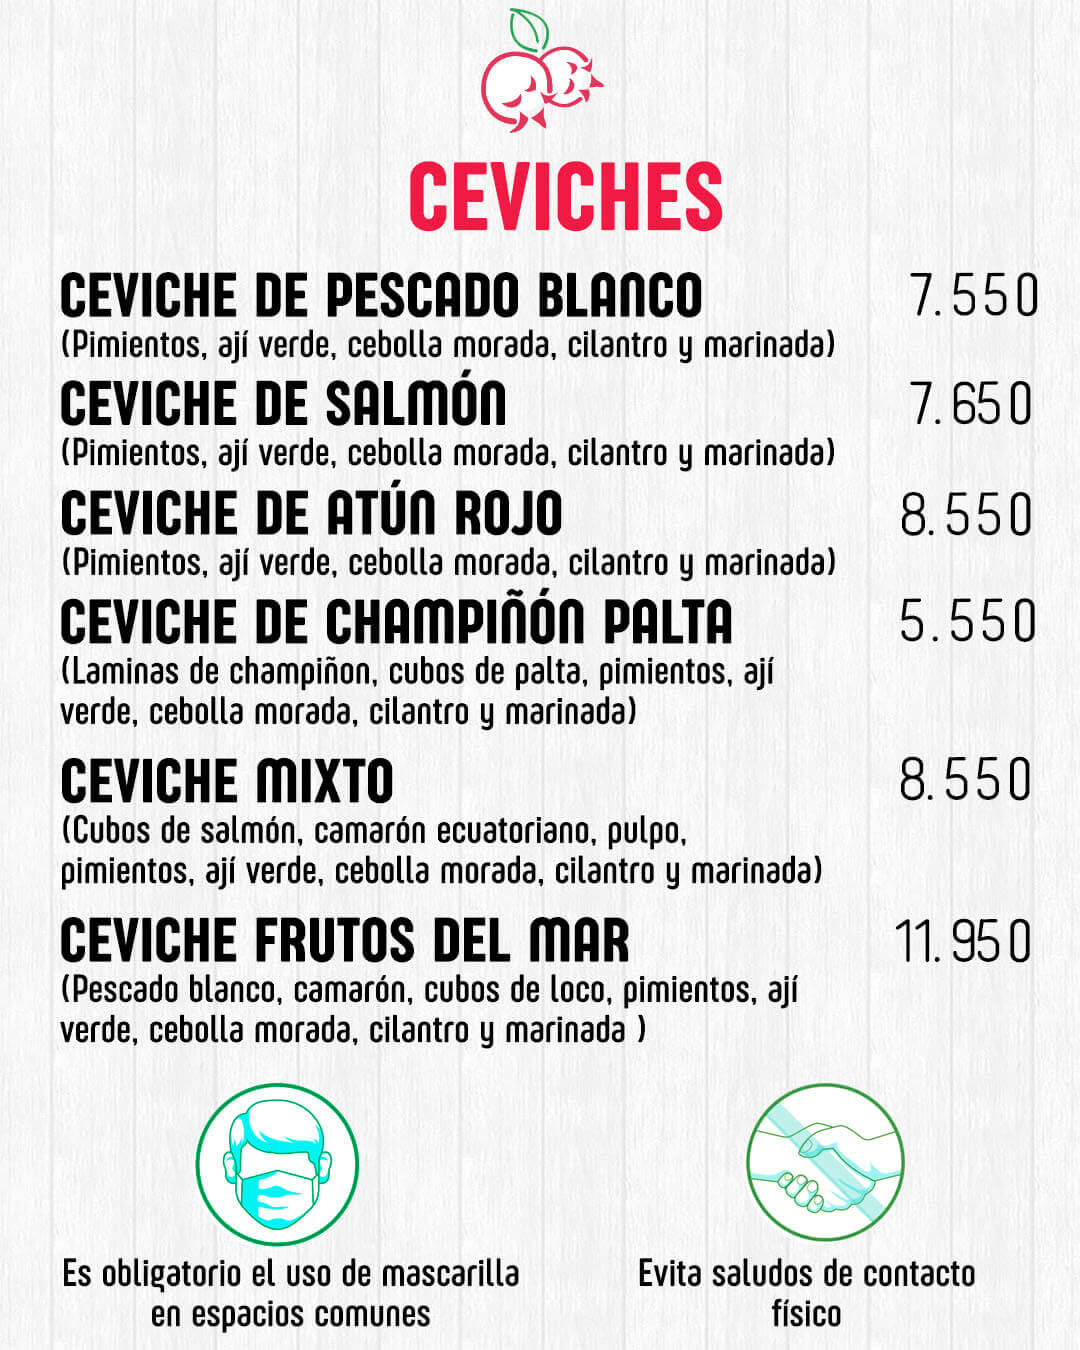 CEVICHES
CEVICHE DE PESCADO BLANCO 7.550
(Pimientos, ají verde, cebolla morada, cilantro y marinada)
CEVICHE DE SALMÓN 7.650
(Pimientos, ají verde, cebolla morada, cilantro y marinada)
CEVICHE DE ATÚN ROJO 8.550
(Pimientos, ají verde, cebolla morada, cilantro y marinada)
CEVICHE DE CHAMPIÑÓN PALTA 5.550
(Laminas de champiñon, cubos de palta, pimientos, ají
verde, cebolla morada, cilantro y marinada)
CEVICHE MIXTO 8.550
(Cubos de salmón, camarón ecuatoriano, pulpo,
pimientos, ají verde, cebolla morada, cilantro y marinada)
CEVICHE FRUTOS DEL MAR 11.950
(Pescado blanco, camarón, cubos de loco, pimientos, ají
verde, cebolla morada, cilantro y marinada )
Es obligatorio el uso de mascarilla
en espacios comunes
Evita saludos de contacto
físico